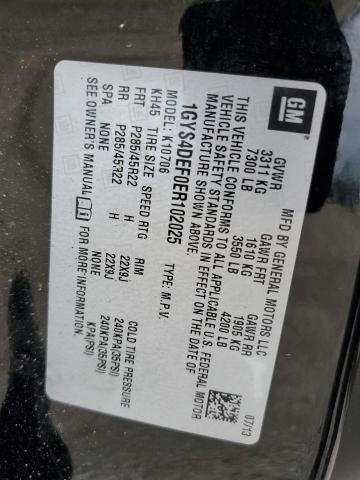 GM
MFD BY GENERAL MOTORS LLC 07/13
GVWR GAWR FRT GAWR RR
3311 KG 1610 KG 1905 KG
7300 LB 3550 LB 4200 LB
THIS VEHICLE CONFORMS TO ALL APPLICABLE U.S. FEDERAL MOTOR
VEHICLE SAFETY STANDARDS IN EFFECT ON THE DATE OF
MANUFACTURE SHOWN ABOVE.
1GYS4DEF0ER102025 TYPE: M.P.V.
MODEL: K10706
KH45 TIRE SIZE SPEED RTG RIM COLD TIRE PRESSURE
FRT P285/45R22 H 22X9J 240KPA(35PSI)
RR P285/45R22 H 22X9J 240KPA(35PSI)
SPA NONE NONE KPA(PSI)
SEE OWNERS MANUAL FOR MORE INFORMATION.